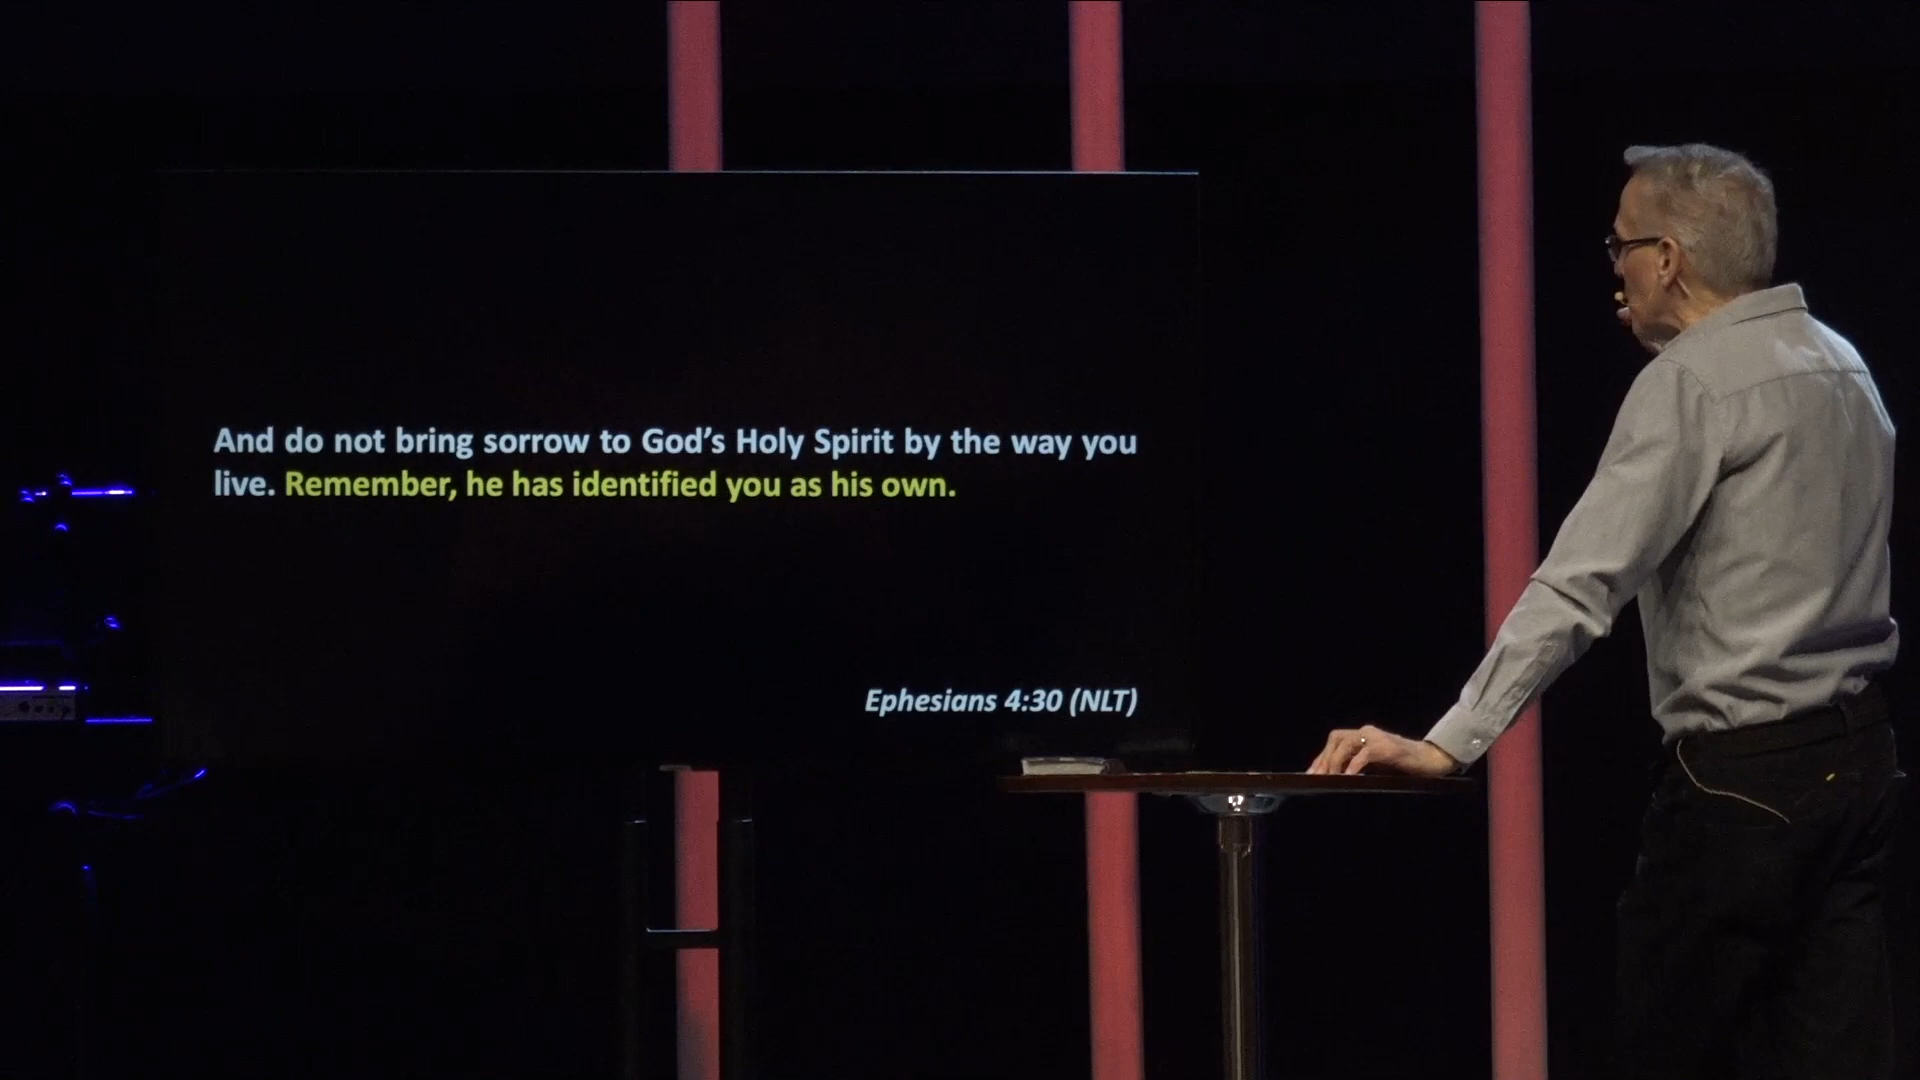 And do not bring sorrow to God’s Holy Spirit by the way you
live. Remember, he has identified you as his own.
Ephesians 4:30 (NLT)